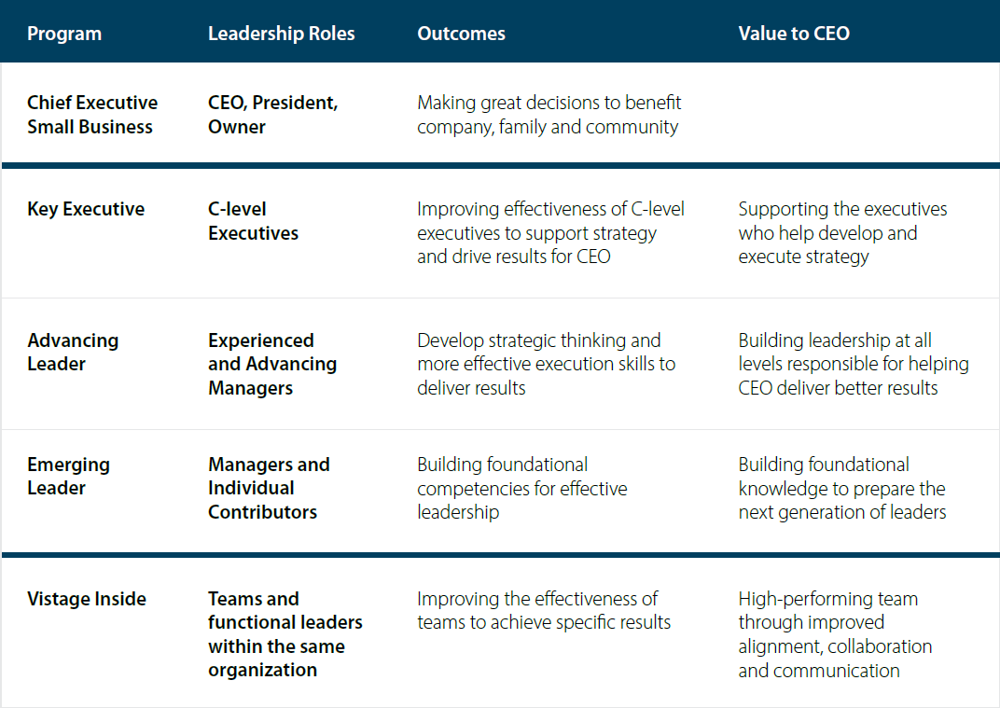 Program Leadership Roles Outcomes Value to CEO
Chief Executive
Small Business
CEO, President,
Owner
Making great decisions to benefit
company, family and community
Key Executive
C-level
Executives
Improving effectiveness of C-level
executives to support strategy
and drive results for CEO
Supporting the executives
who help develop and
execute strategy
Advancing
Leader
Experienced
and Advancing
Managers
Develop strategic thinking and
more effective execution skills to
deliver results
Building leadership at all
levels responsible for helping
CEO deliver better results
Emerging
Leader
Managers and
Individual
Contributors
Building foundational
competencies for effective
leadership
Building foundational
knowledge to prepare the
next generation of leaders
Vistage Inside
Teams and
functional leaders
within the same
organization
Improving the effectiveness of
teams to achieve specific results
High-performing team
through improved
alignment, collaboration
and communication